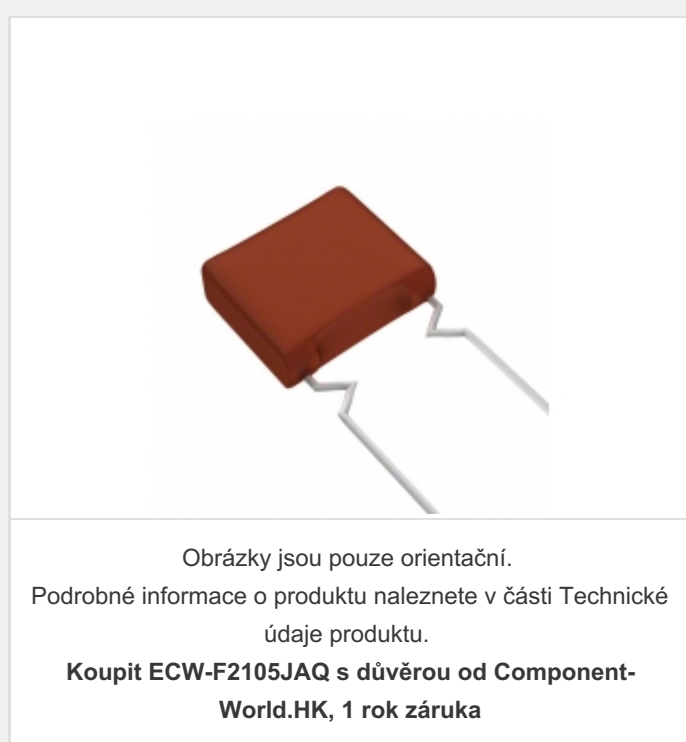 Obrázky jsou pouze orientační.
Podrobné informace o produktu naleznete v části Technické
údaje produktu.
Koupit ECW-F2105JAQ s důvěrou od Component-
World.HK, 1 rok záruka